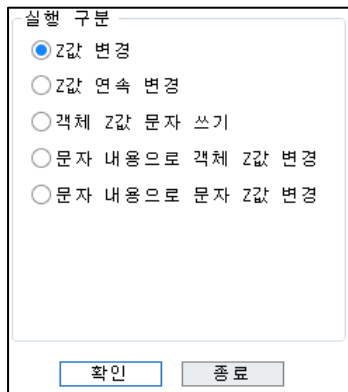 실행 구분
Z값 변경
Z값 연속 변경
객체 Z값 문자 쓰기
문자 내용으로 객체 Z값 변경
문자 내용으로 문자 Z값 변경
확인 종료